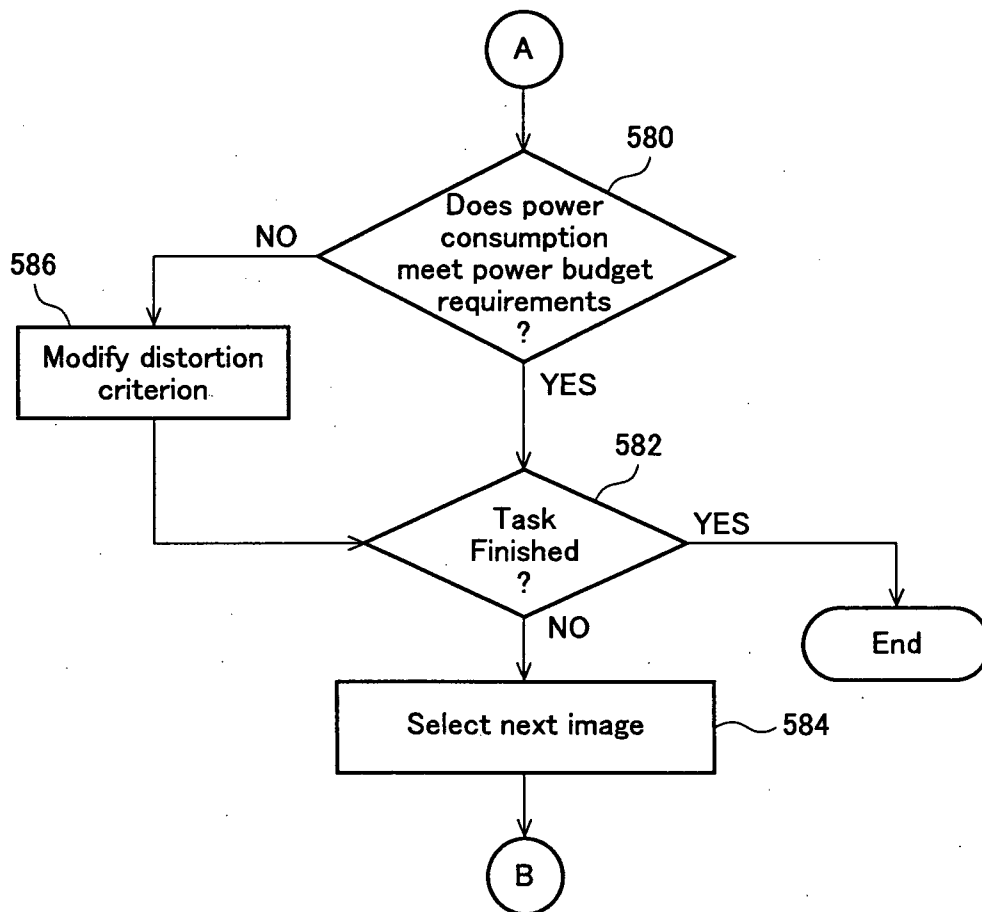 A
580
Does power
consumption
meet power budget
requirements
?
NO
586
Modify distortion
criterion
YES
582
Task
Finished
?
YES
NO
End
Select next image
584
B